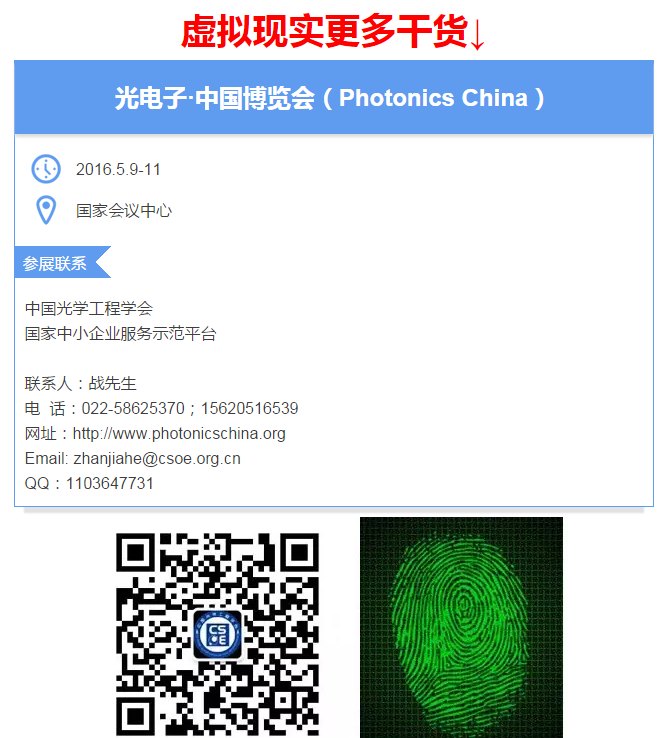 虚拟现实更多干货↓
光电子·中国博览会（Photonics China）
2016.5.9-11
国家会议中心
参展联系
中国光学工程学会
国家中小企业服务示范平台
联系人：战先生
电  话：022-58625370；15620516539
网址：http://www.photonicschina.org
Email: zhanjiahe@csoe.org.cn
QQ：1103647731
CS
OE